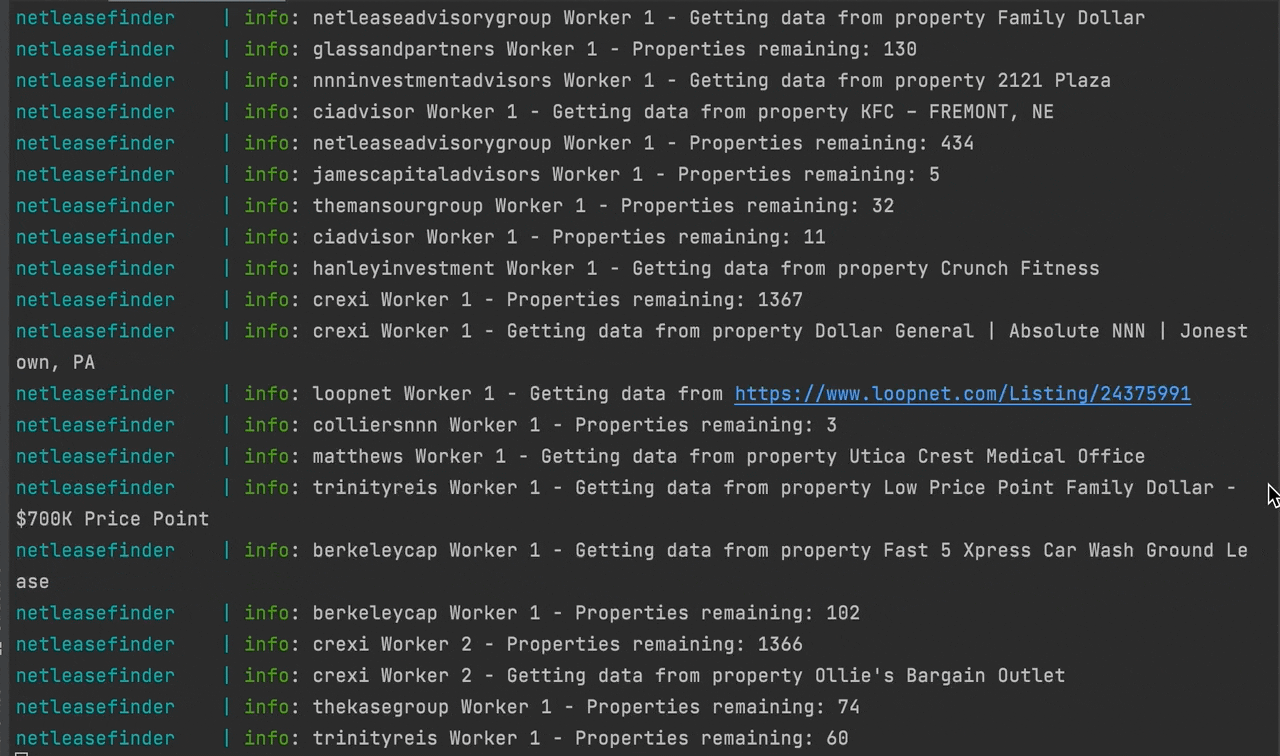 netleasefinder | info: netleaseadvisorygroup Worker 1 - Getting data from property Family Dollar
netleasefinder | info: glassandpartners Worker 1 - Properties remaining: 130
netleasefinder | info: nnninvestmentadvisors Worker 1 - Getting data from property 2121 Plaza
netleasefinder | info: ciadvisor Worker 1 - Getting data from property KFC – FREMONT, NE
netleasefinder | info: netleaseadvisorygroup Worker 1 - Properties remaining: 434
netleasefinder | info: jamescapitaladvisors Worker 1 - Properties remaining: 5
netleasefinder | info: themansourgroup Worker 1 - Properties remaining: 32
netleasefinder | info: ciadvisor Worker 1 - Properties remaining: 11
netleasefinder | info: hanleyinvestment Worker 1 - Getting data from property Crunch Fitness
netleasefinder | info: crexi Worker 1 - Properties remaining: 1367
netleasefinder | info: crexi Worker 1 - Getting data from property Dollar General | Absolute NNN | Jonest
own, PA
netleasefinder | info: loopnet Worker 1 - Getting data from https://www.loopnet.com/Listing/24375991
netleasefinder | info: colliersnnn Worker 1 - Properties remaining: 3
netleasefinder | info: matthews Worker 1 - Getting data from property Utica Crest Medical Office
netleasefinder | info: trinityreis Worker 1 - Getting data from property Low Price Point Family Dollar -
$700K Price Point
netleasefinder | info: berkeleycap Worker 1 - Getting data from property Fast 5 Xpress Car Wash Ground Le
ase
netleasefinder | info: berkeleycap Worker 1 - Properties remaining: 102
netleasefinder | info: crexi Worker 2 - Properties remaining: 1366
netleasefinder | info: crexi Worker 2 - Getting data from property Ollie's Bargain Outlet
netleasefinder | info: thekasegroup Worker 1 - Properties remaining: 74
netleasefinder | info: trinityreis Worker 1 - Properties remaining: 60